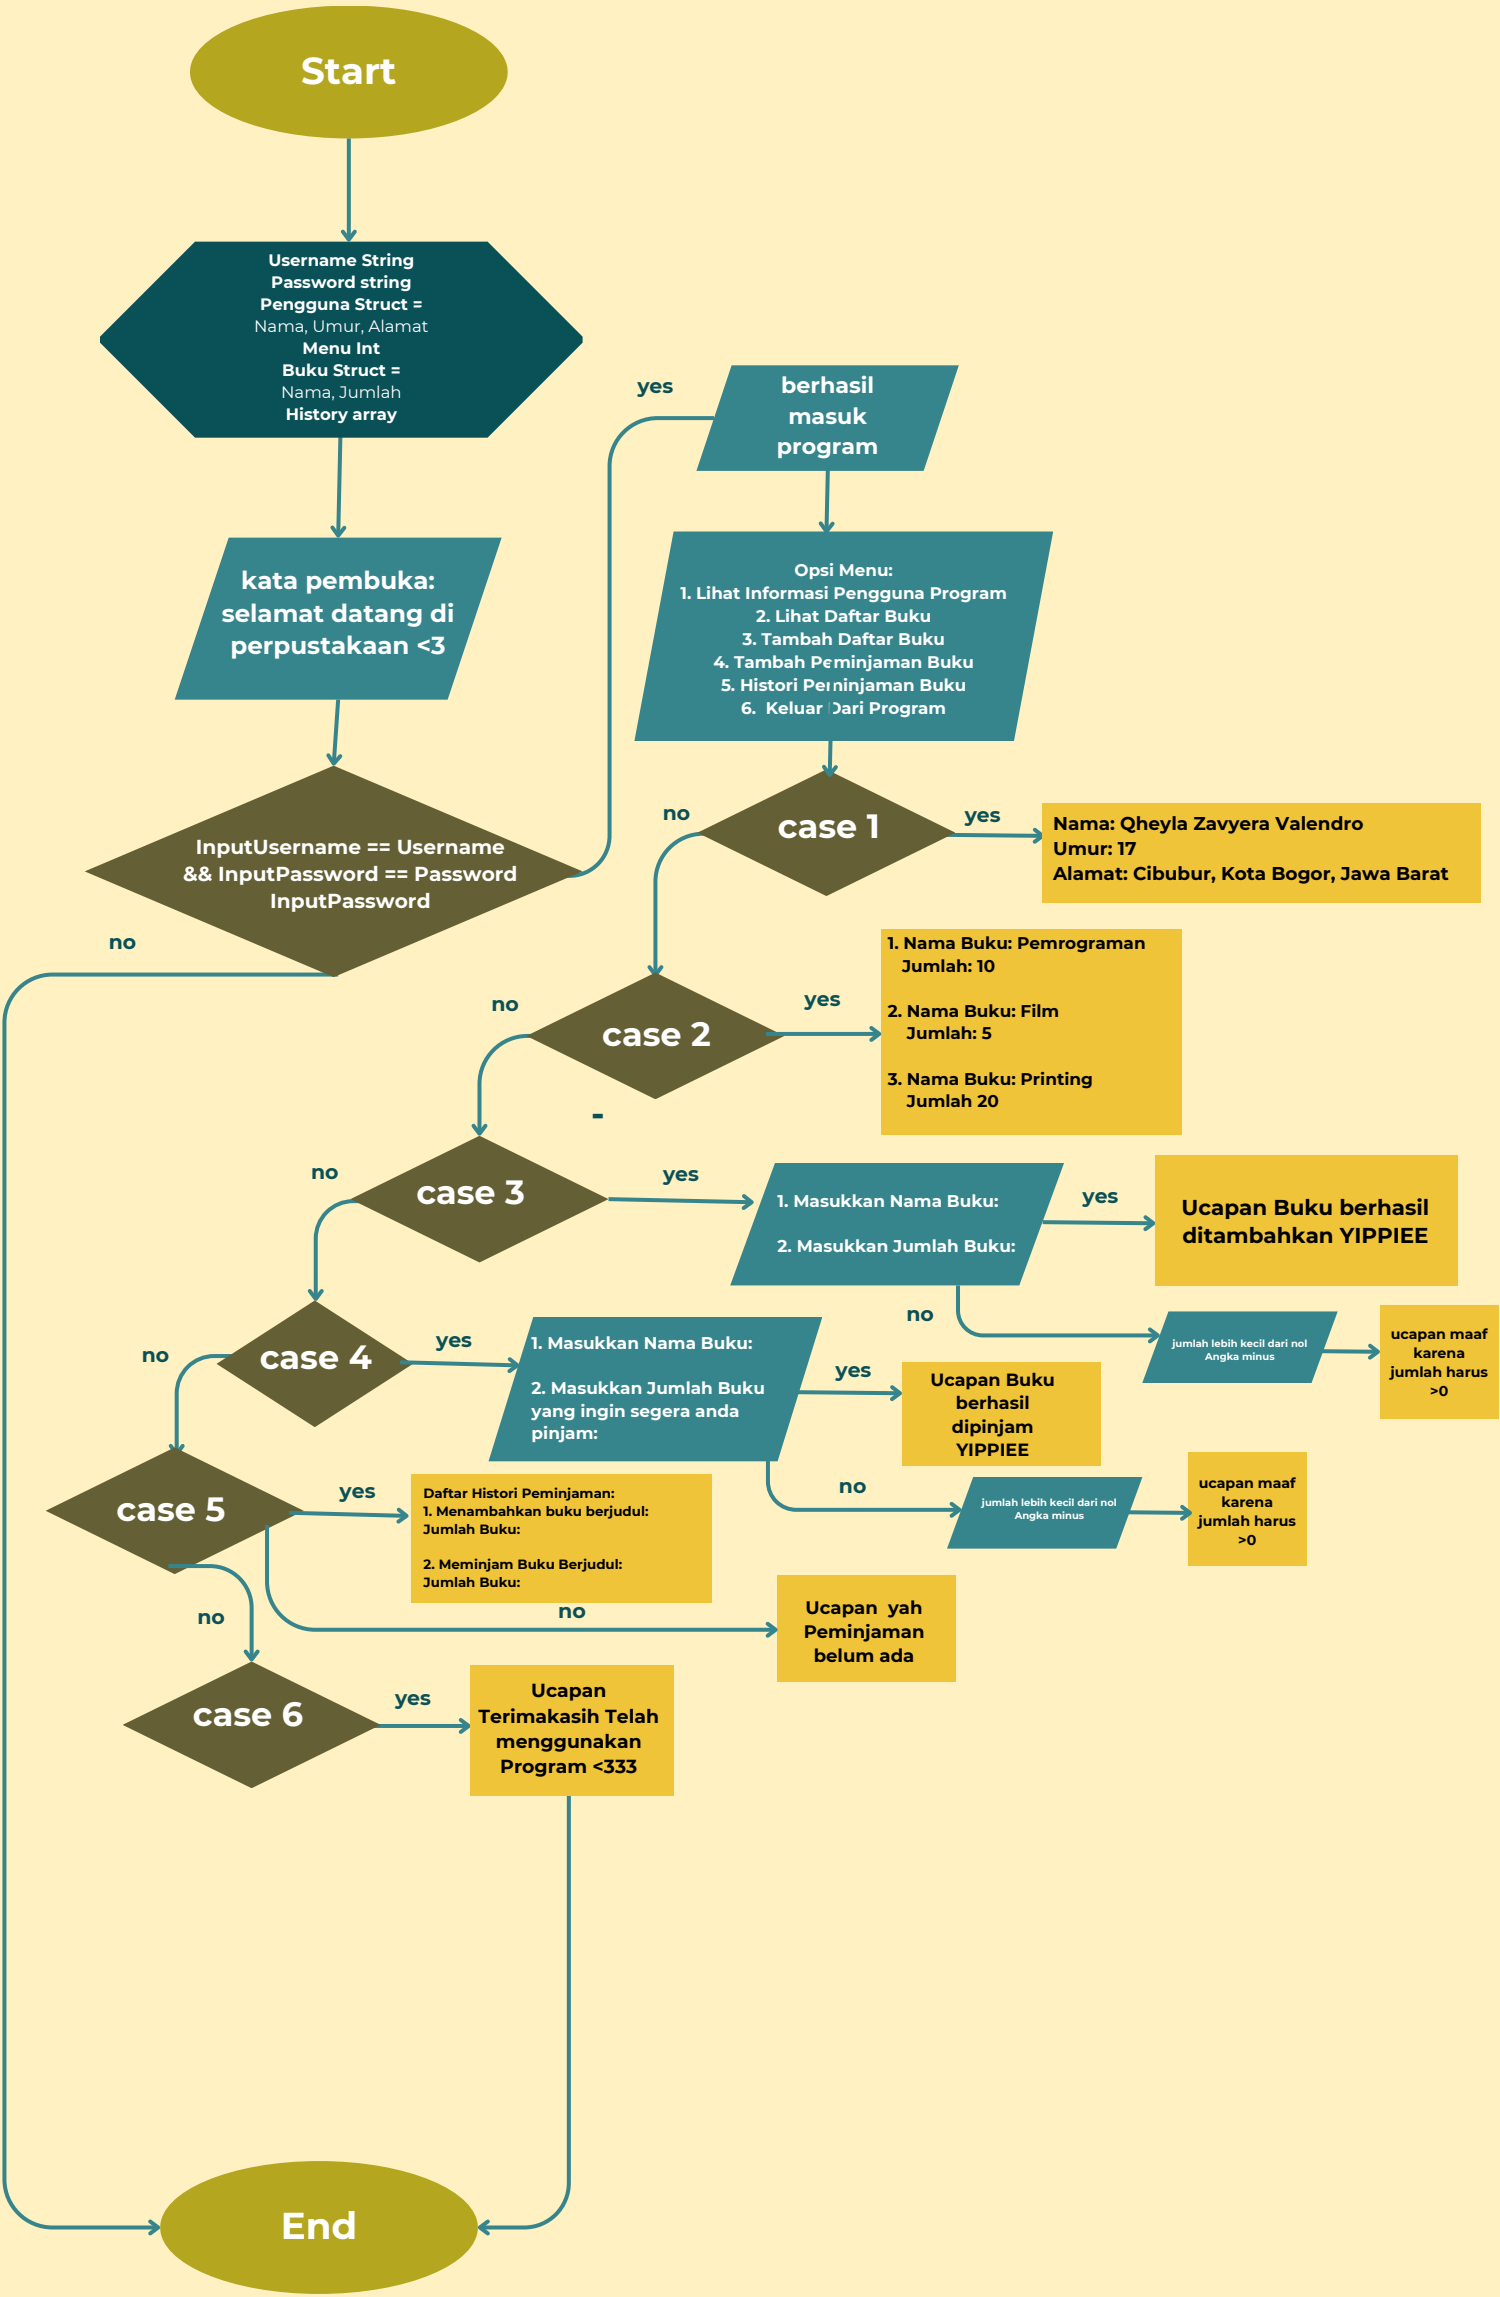 Start
Username String
Password string
Pengguna Struct =
Nama, Umur, Alamat
Menu Int
Buku Struct =
Nama, Jumlah
History array
kata pembuka:
selamat datang di
perpustakaan <3
InputUsername == Username
&& InputPassword == Password
InputPassword
no
yes
berhasil
masuk
program
Opsi Menu:
1. Lihat Informasi Pengguna Program
2. Lihat Daftar Buku
3. Tambah Daftar Buku
4. Tambah Peminjaman Buku
5. Histori Peminjaman Buku
6. Keluar Dari Program
no
case 1
yes
Nama: Qheyla Zavyera Valendro
Umur: 17
Alamat: Cibubur, Kota Bogor, Jawa Barat
no
case 2
yes
1. Nama Buku: Pemrograman
Jumlah: 10
2. Nama Buku: Film
Jumlah: 5
3. Nama Buku: Printing
Jumlah 20
-
no
case 3
yes
1. Masukkan Nama Buku:
2. Masukkan Jumlah Buku:
yes
Ucapan Buku berhasil
ditambahkan YIPPIEE
no
jumlah lebih kecil dari nol
Angka minus
ucapan maaf
karena
jumlah harus
>0
no
case 4
yes
1. Masukkan Nama Buku:
2. Masukkan Jumlah Buku
yang ingin segera anda
pinjam:
yes
Ucapan Buku
berhasil
dipinjam
YIPPIEE
no
jumlah lebih kecil dari nol
Angka minus
ucapan maaf
karena
jumlah harus
>0
case 5
yes
Daftar Histori Peminjaman:
1. Menambahkan buku berjudul:
Jumlah Buku:
2. Meminjam Buku Berjudul:
Jumlah Buku:
no
Ucapan yah
Peminjaman
belum ada
no
case 6
yes
Ucapan
Terimakasih Telah
menggunakan
Program <333
End